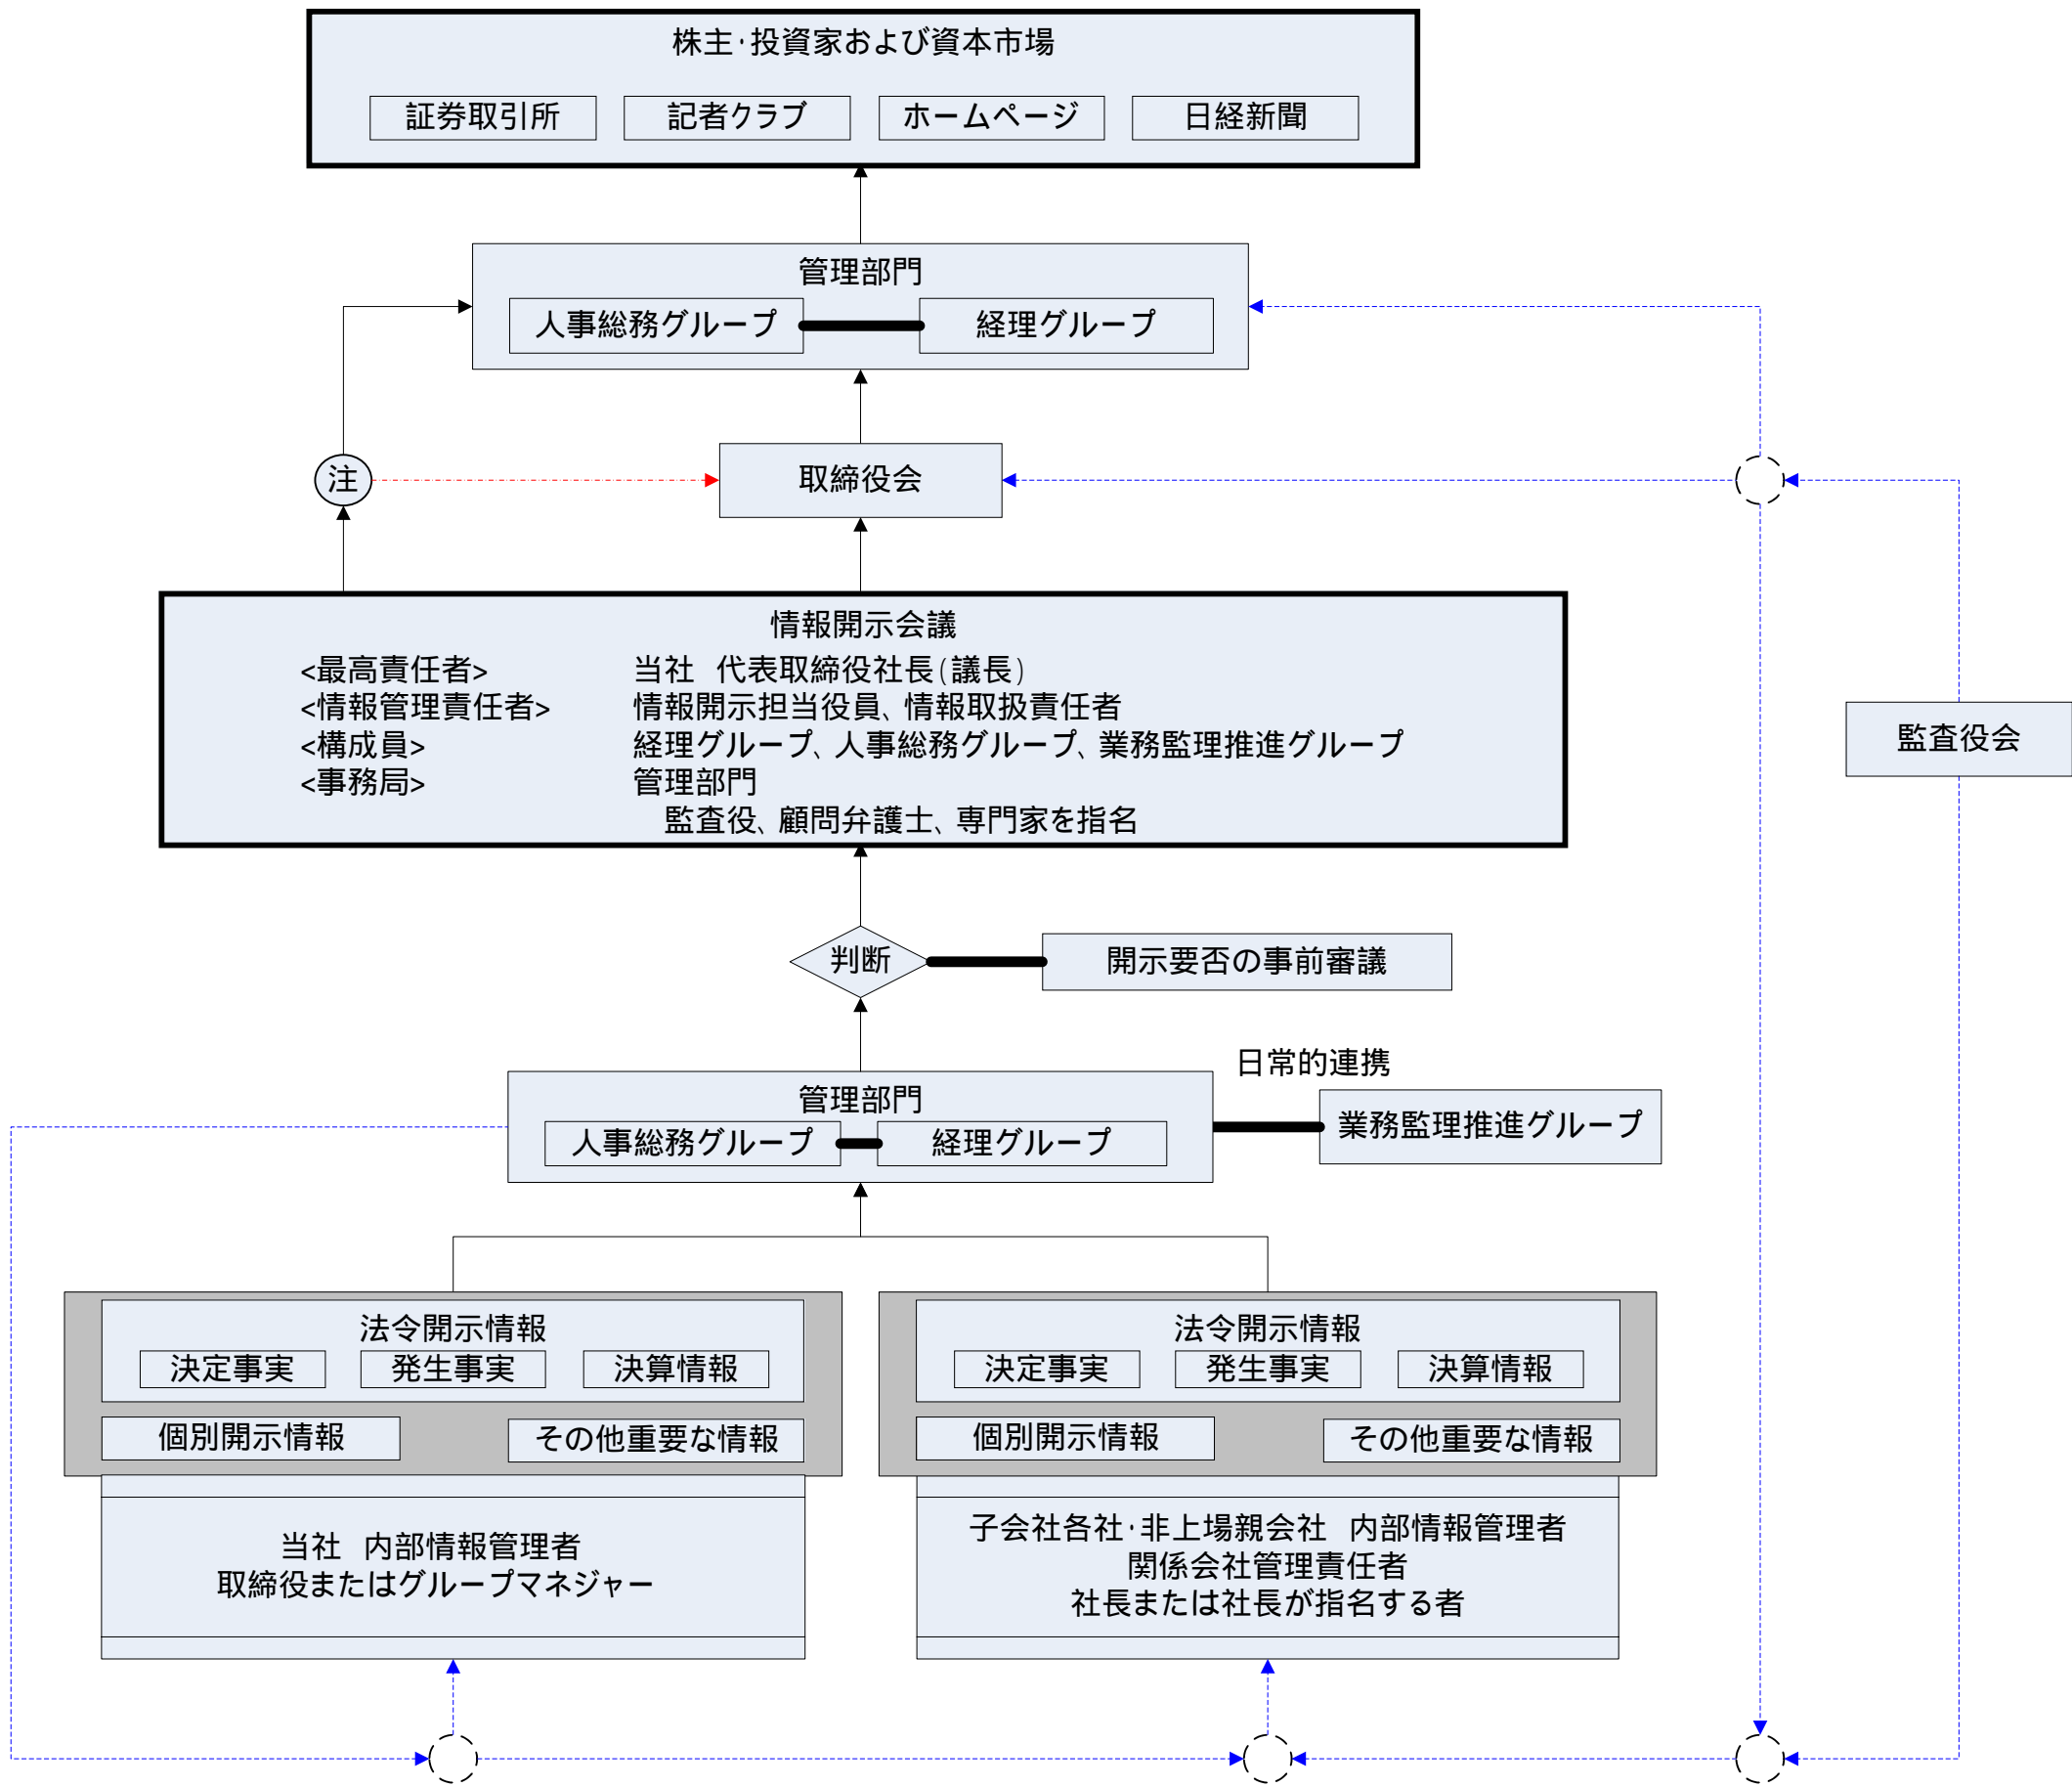 株主・投資家および資本市場
証券取引所
記者クラブ
ホームページ
日経新聞
管理部門
人事総務グループ
経理グループ
注
取締役会
情報開示会議
<最高責任者> 当社 代表取締役社長(議長)
<情報管理責任者> 情報開示担当役員、情報取扱責任者
<構成員> 経理グループ、人事総務グループ、業務監理推進グループ
<事務局> 管理部門
監査役、顧問弁護士、専門家を指名
監査役会
判断
開示要否の事前審議
日常的連携
管理部門
人事総務グループ
経理グループ
業務監理推進グループ
法令開示情報
決定事実
発生事実
決算情報
個別開示情報
その他重要な情報
当社 内部情報管理者
取締役またはグループマネジャー
法令開示情報
決定事実
発生事実
決算情報
個別開示情報
その他重要な情報
子会社各社・非上場親会社 内部情報管理者
関係会社管理責任者
社長または社長が指名する者